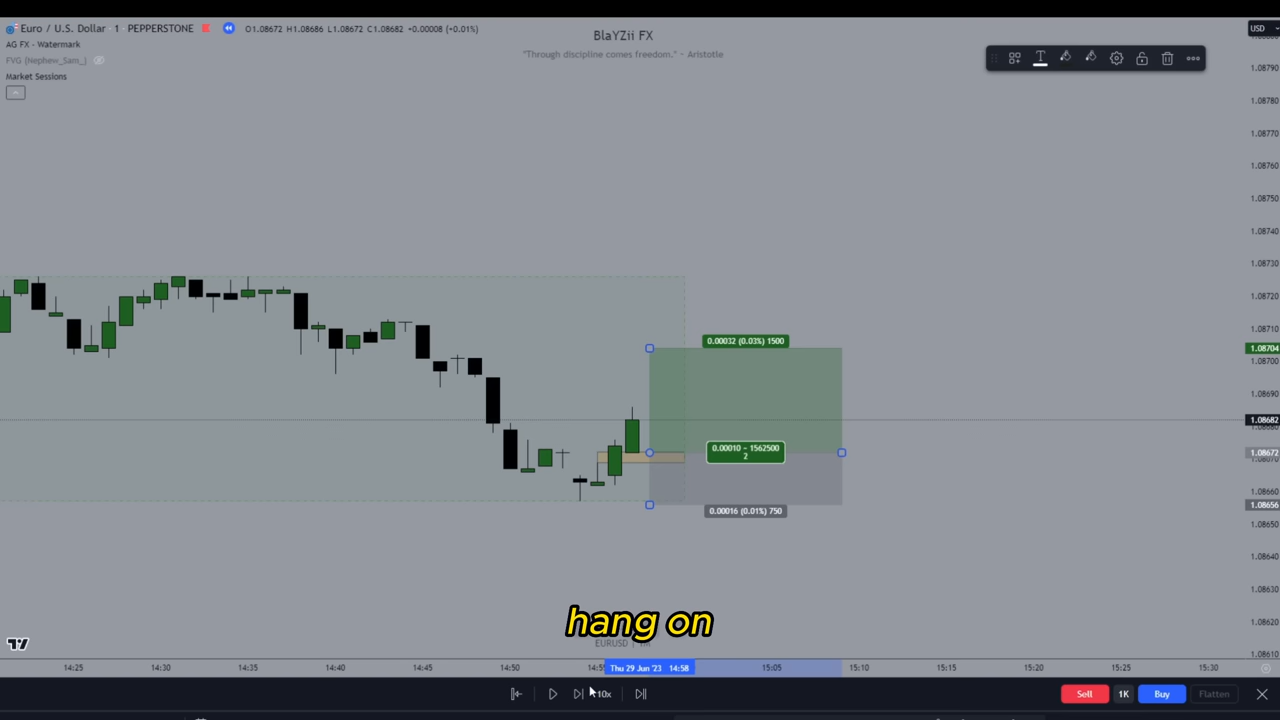 Euro / U.S. Dollar · 1 · PEPPERSTONE O1.08672 H1.08686 L1.08672 C1.08682 +0.00008 (+0.01%)
BlaYZii FX
USD
AG FX - Watermark
"Through discipline comes freedom." - Aristotle
FVG (Nephew_Sam_)
Market Sessions
1.08790
1.08780
1.08770
1.08760
1.08750
1.08740
1.08730
1.08720
1.08710
0.00032 (0.03%) 1500
1.08704
1.08700
1.08690
1.08682
0.00010 ~ 1562500
2
1.08672
1.08660
0.00016 (0.01%) 750
1.08656
1.08650
1.08640
1.08630
hang on
1.08620
EURUSD
1.08610
14:25 14:30 14:35 14:40 14:45 14:50 Thu 29 Jun '23 14:58 15:05 15:10 15:15 15:20 15:25 15:30
10x
Sell 1K Buy Flatten